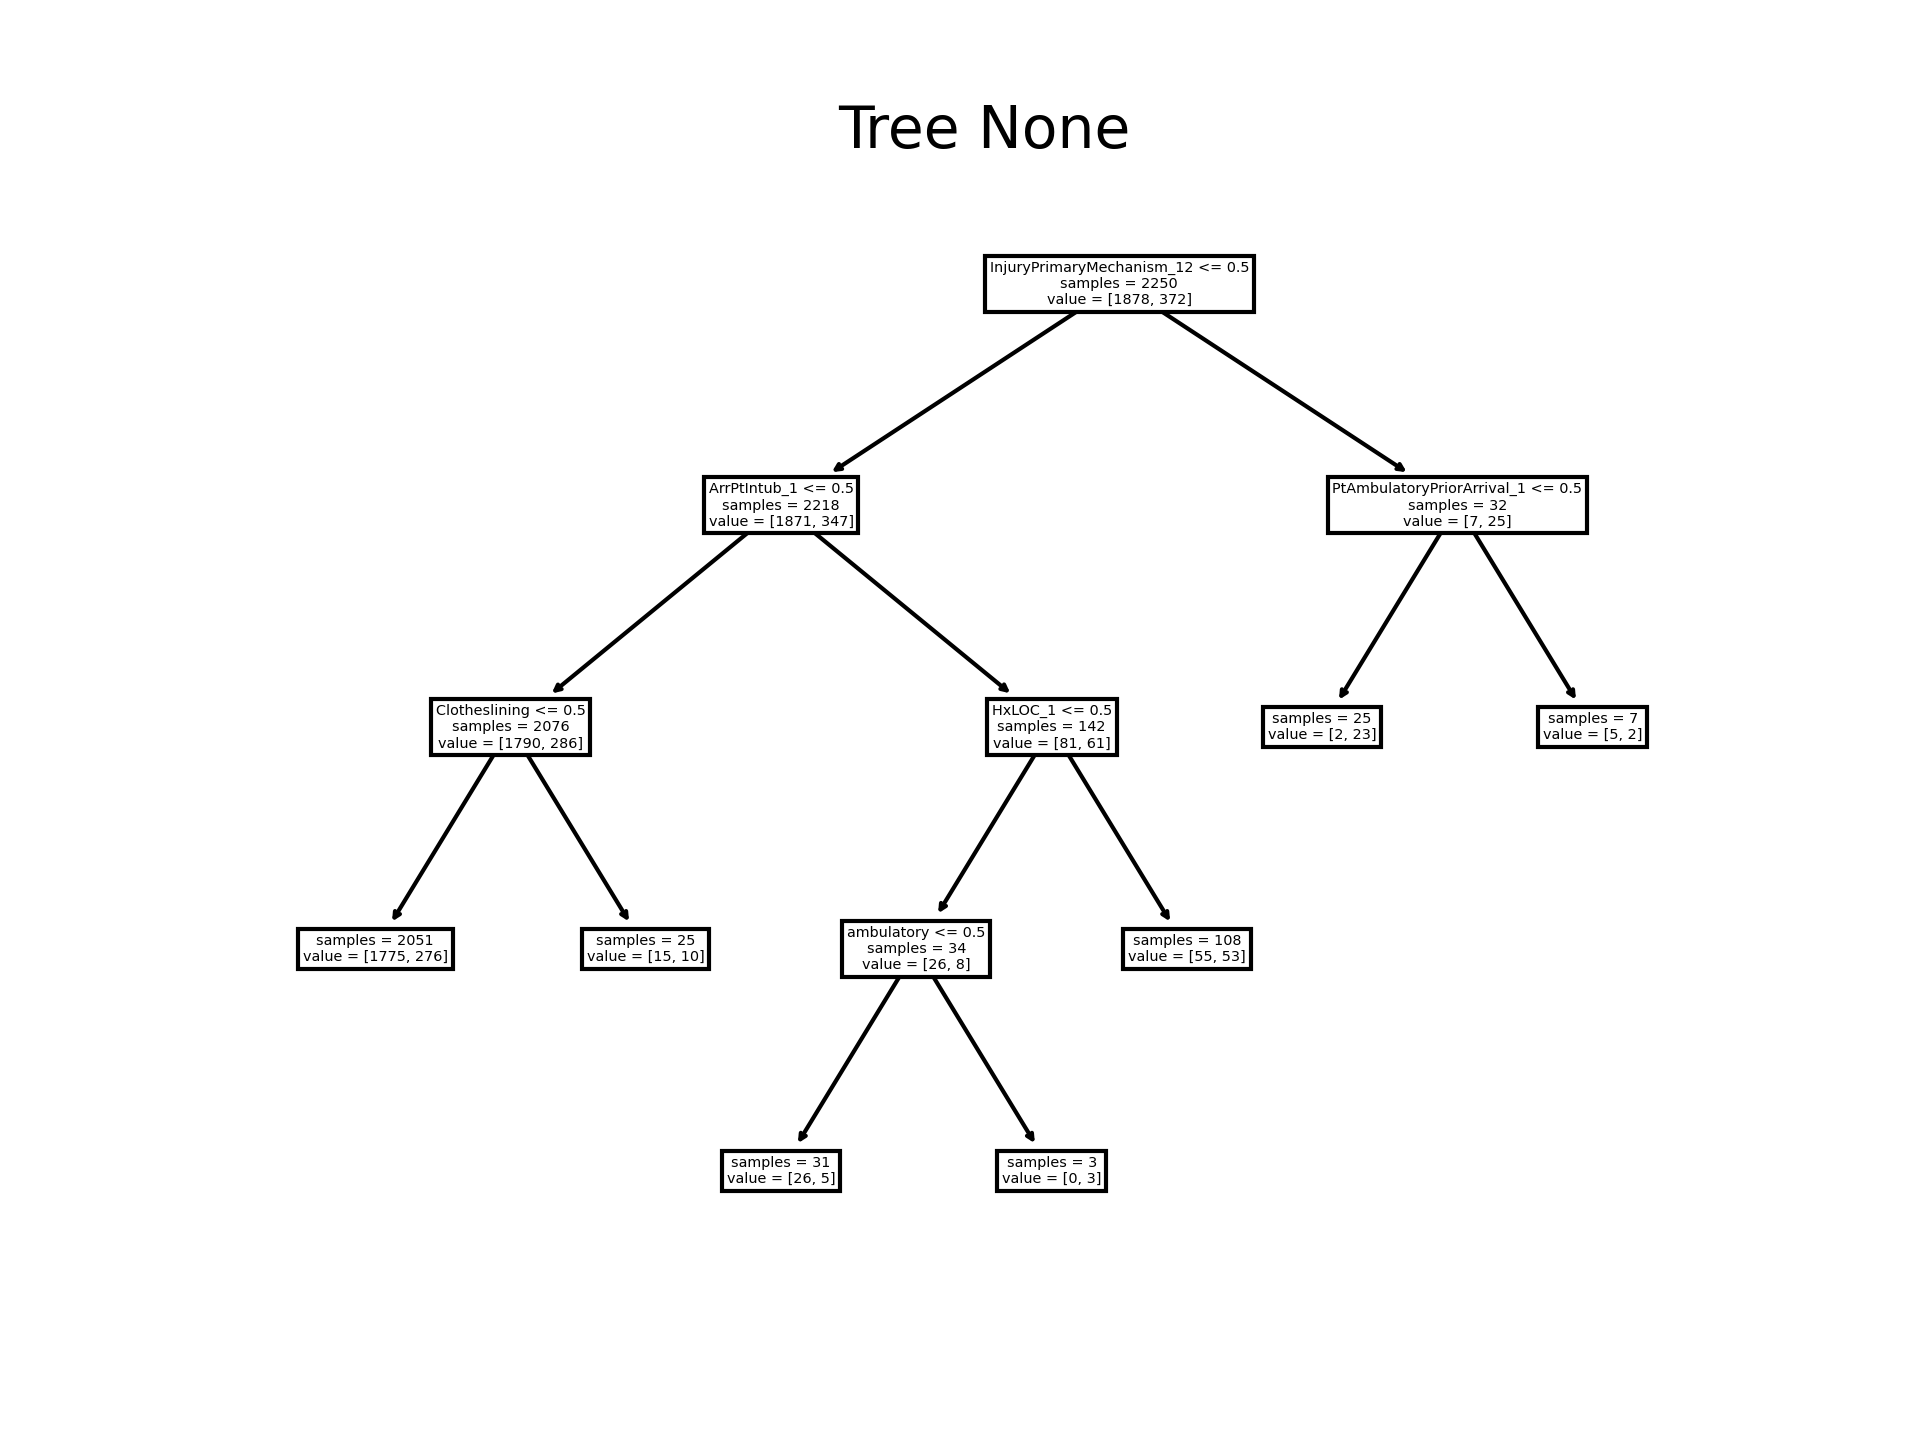 Tree None
InjuryPrimaryMechanism_12 <= 0.5
samples = 2250
value = [1878, 372]
ArrPtIntub_1 <= 0.5
samples = 2218
value = [1871, 347]
PtAmbulatoryPriorArrival_1 <= 0.5
samples = 32
value = [7, 25]
Clotheslining <= 0.5
samples = 2076
value = [1790, 286]
HxLOC_1 <= 0.5
samples = 142
value = [81, 61]
samples = 25
value = [2, 23]
samples = 7
value = [5, 2]
samples = 2051
value = [1775, 276]
samples = 25
value = [15, 10]
ambulatory <= 0.5
samples = 34
value = [26, 8]
samples = 108
value = [55, 53]
samples = 31
value = [26, 5]
samples = 3
value = [0, 3]